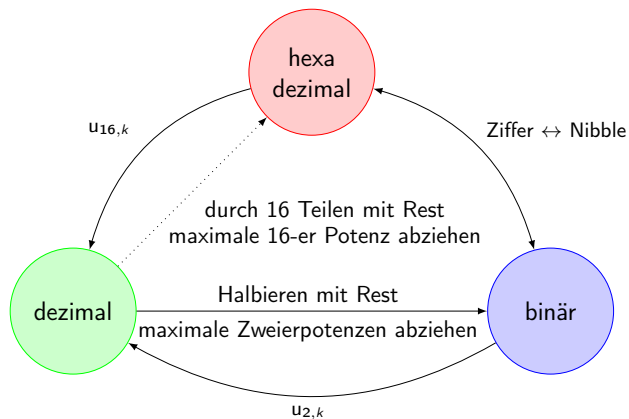 hexa
dezimal
u₁₆,ₖ
Ziffer ↔ Nibble
durch 16 Teilen mit Rest
maximale 16-er Potenz abziehen
dezimal
Halbieren mit Rest
maximale Zweierpotenzen abziehen
binär
u₂,ₖ